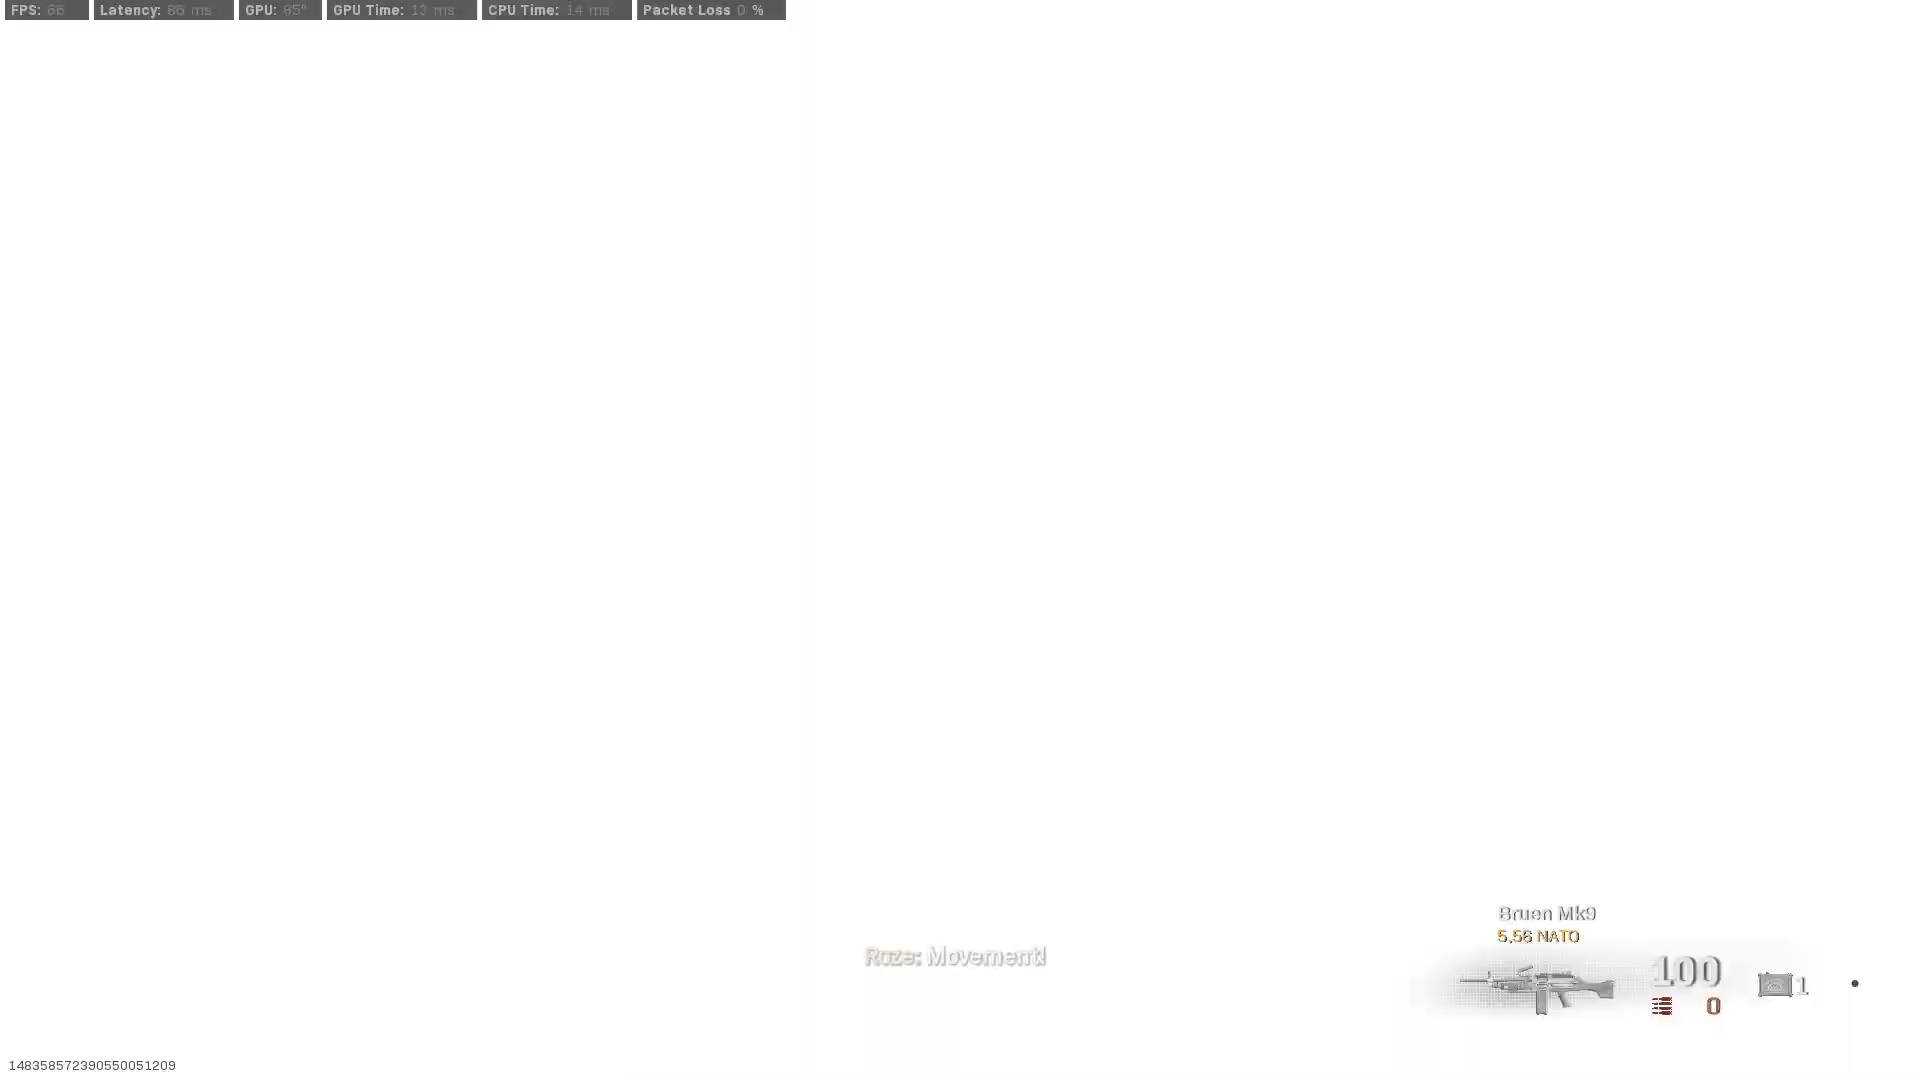 FPS: 66 Latency: 86 ms GPU: 85° GPU Time: 13 ms CPU Time: 14 ms Packet Loss 0 %
Bruen Mk9
5.56 NATO
Roze: Movement!
100
1
0
148358572390550051209